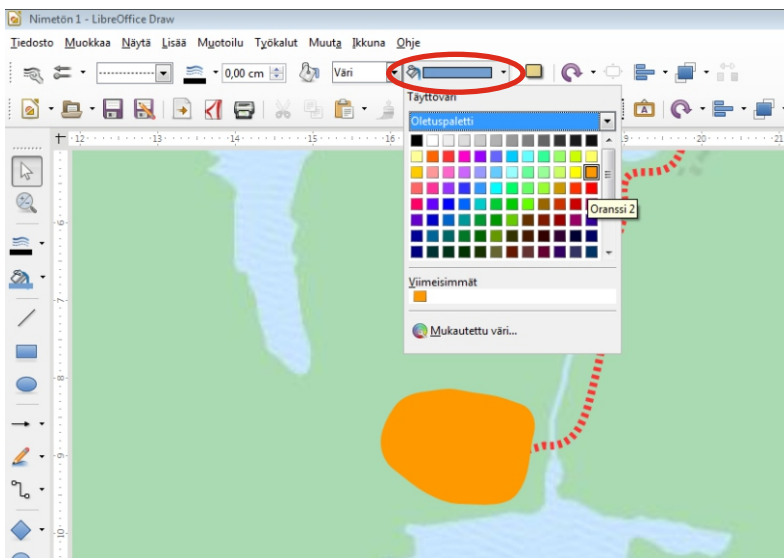 Nimetön 1 - LibreOffice Draw
Tiedosto Muokkaa Näytä Lisää Muotoilu Työkalut Muuta Ikkuna Ohje
0,00 cm Väri
Täyttöväri
Oletuspaletti
12 13 14 15 16 19 20 21
Oranssi 2
Viimeisimmät
Mukautettu väri...
6
7
8
9
10